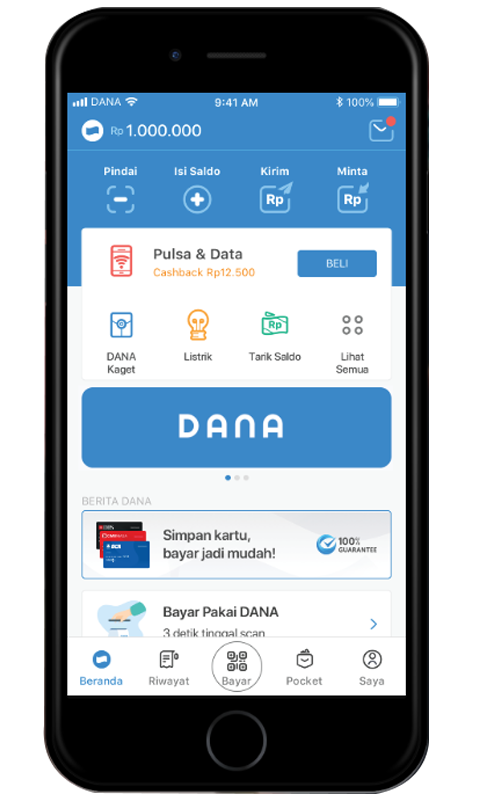 DANA 9:41 AM 100%
Rp 1.000.000
Pindai Isi Saldo Kirim Minta
Rp Rp
Pulsa & Data
Cashback Rp12.500
BELI
Rp
DANA Kaget
Listrik
Tarik Saldo
Lihat Semua
DANA
BERITA DANA
Simpan kartu,
bayar jadi mudah!
100%
GUARANTEE
Bayar Pakai DANA
3 detik tinggal scan
Beranda Riwayat Bayar Pocket Saya